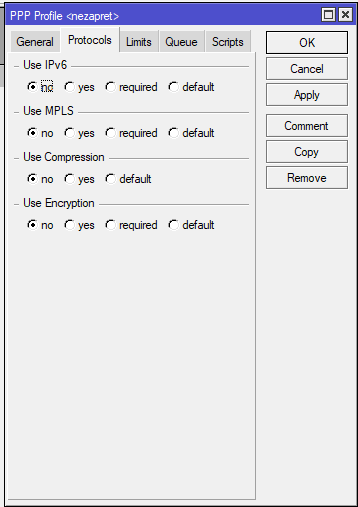 PPP Profile <nezapret>
General Protocols Limits Queue Scripts
OK
Cancel
Apply
Comment
Copy
Remove
Use IPv6
no yes required default
Use MPLS
no yes required default
Use Compression
no yes default
Use Encryption
no yes required default